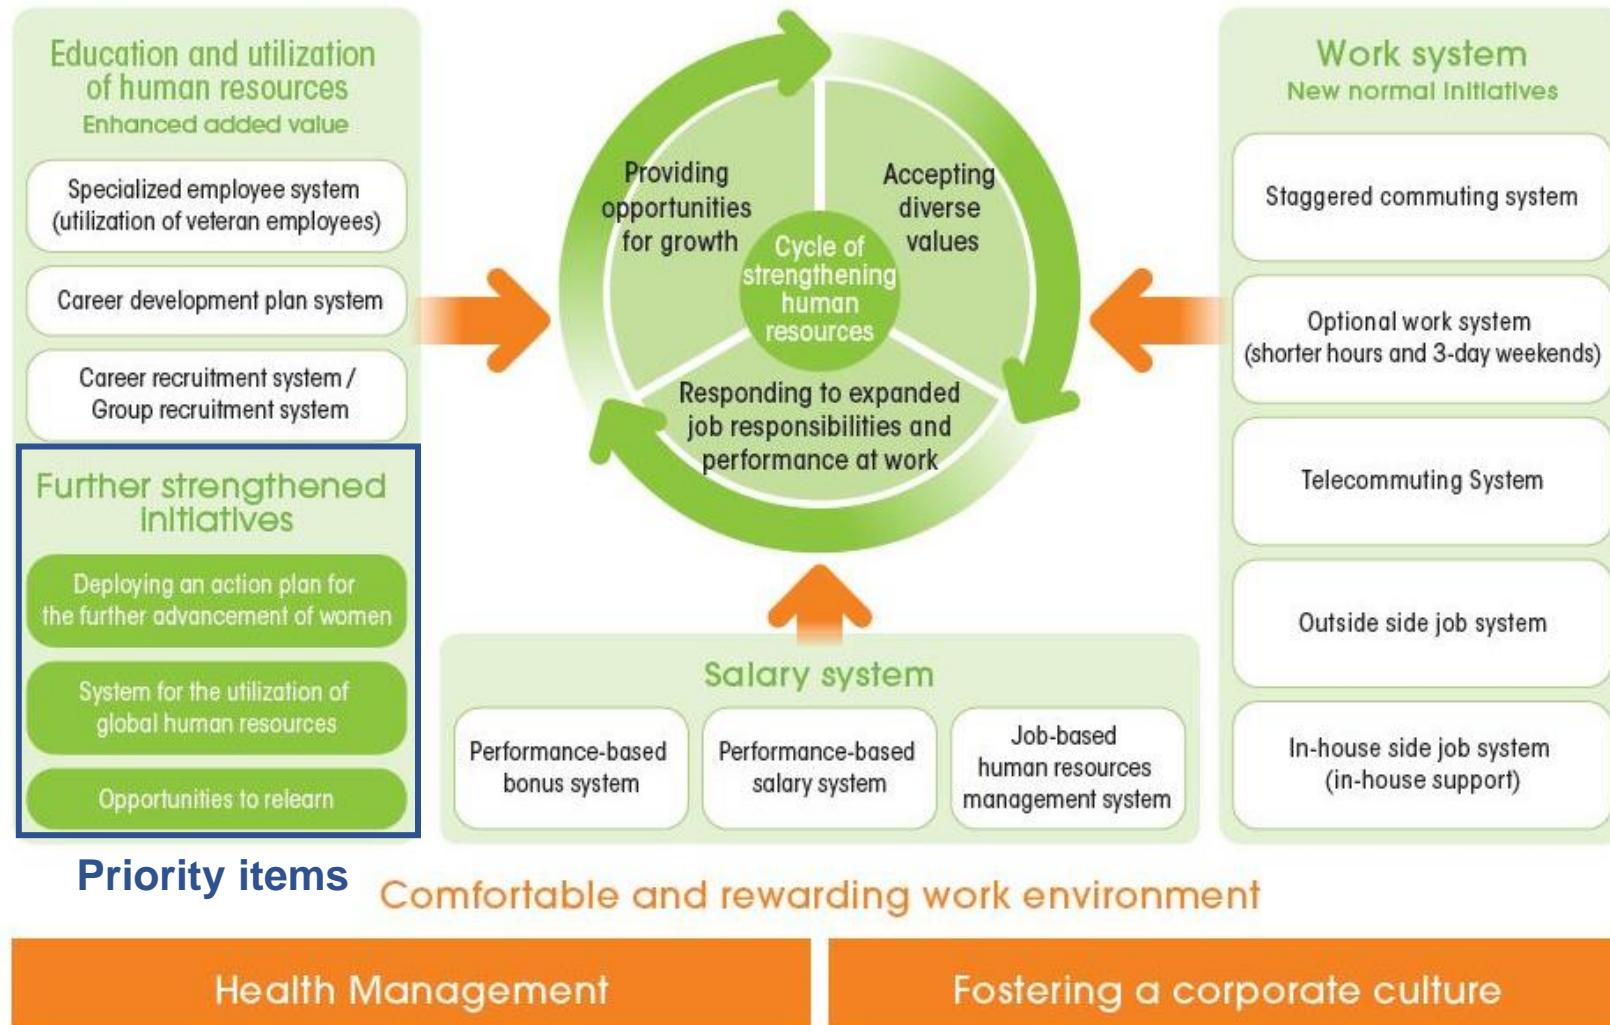 Education and utilization
of human resources
Enhanced added value
Specialized employee system
(utilization of veteran employees)
Career development plan system
Career recruitment system /
Group recruitment system
Further strengthened
initiatives
Deploying an action plan for
the further advancement of women
System for the utilization of
global human resources
Opportunities to relearn
Priority items
Providing
opportunities
for growth
Accepting
diverse
values
Cycle of
strengthening
human
resources
Responding to expanded
job responsibilities and
performance at work
Salary system
Performance-based
bonus system
Performance-based
salary system
Job-based
human resources
management system
Work system
New normal initiatives
Staggered commuting system
Optional work system
(shorter hours and 3-day weekends)
Telecommuting System
Outside side job system
In-house side job system
(in-house support)
Comfortable and rewarding work environment
Health Management
Fostering a corporate culture